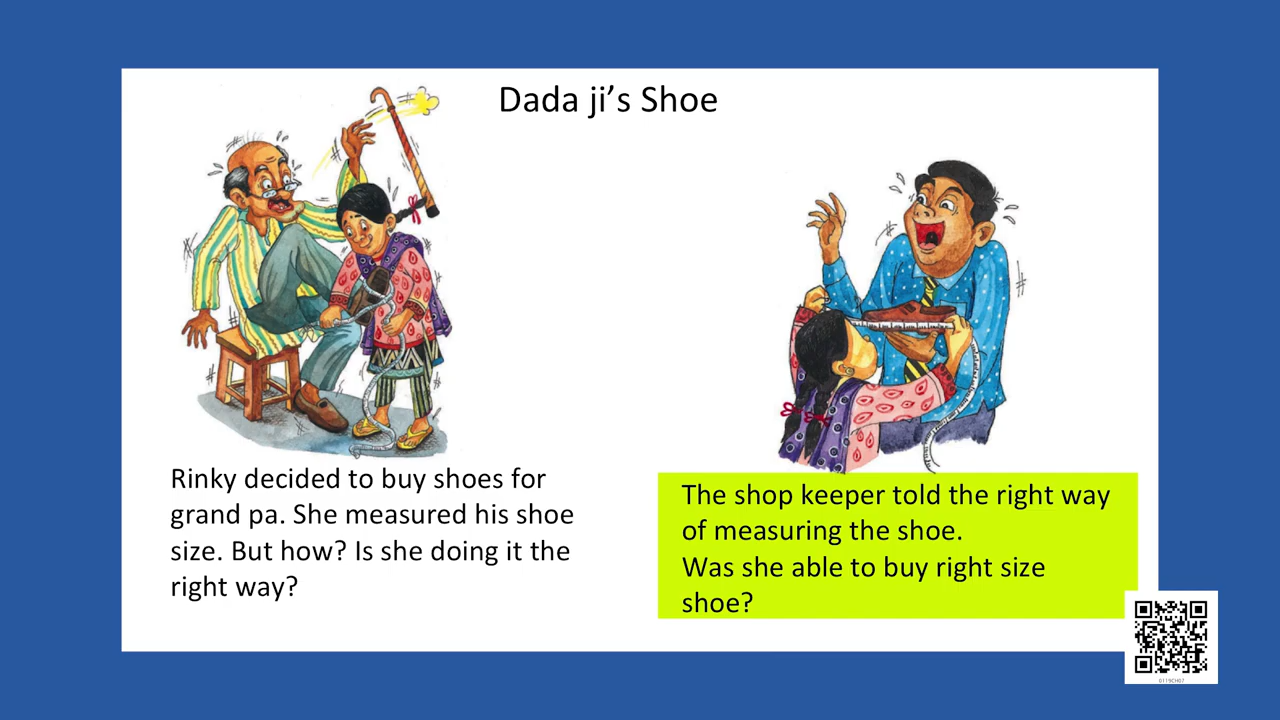 Dada ji’s Shoe
Rinky decided to buy shoes for
grand pa. She measured his shoe
size. But how? Is she doing it the
right way?
The shop keeper told the right way
of measuring the shoe.
Was she able to buy right size
shoe?
0119CH07